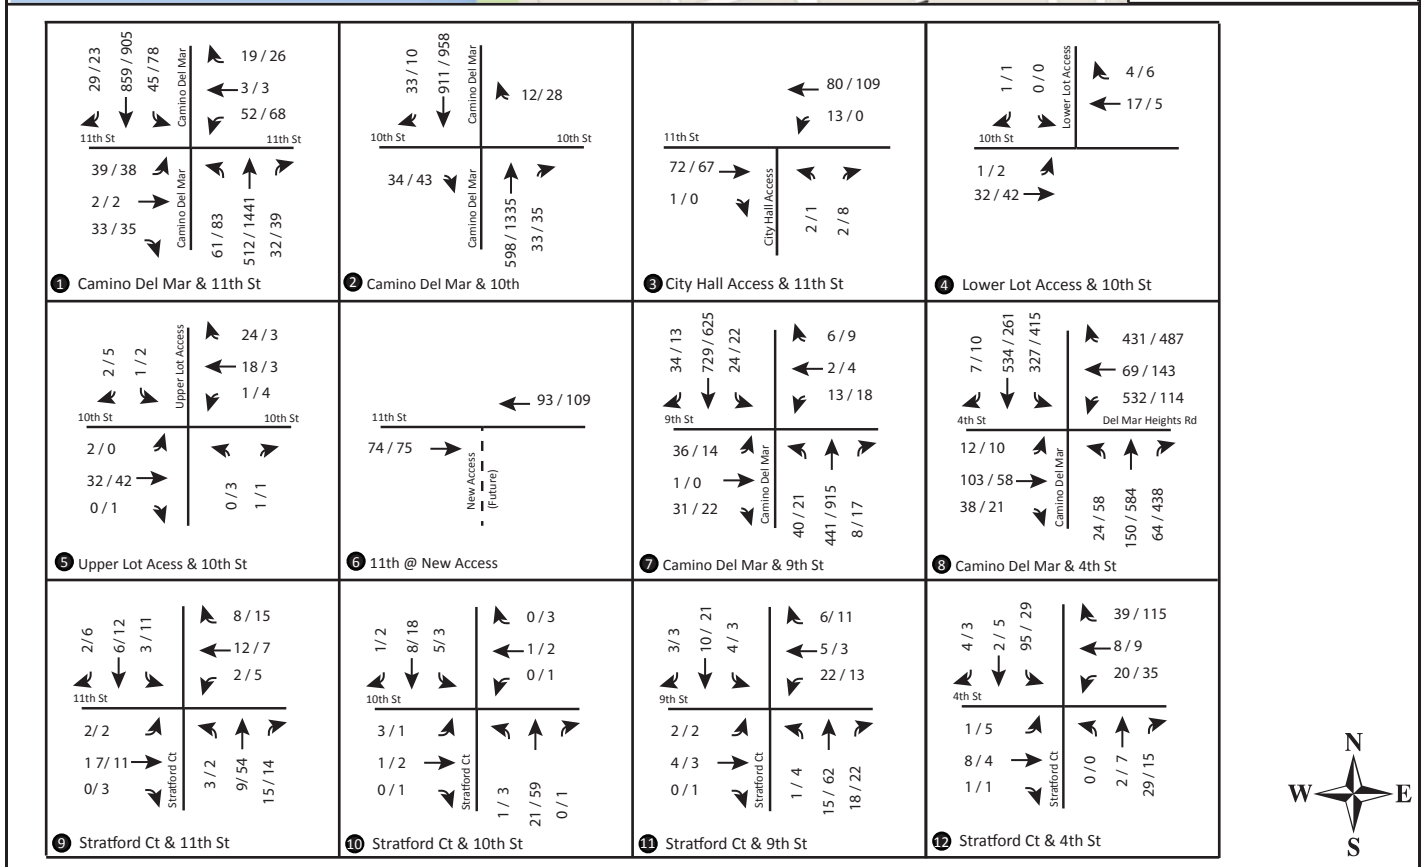 29 / 23
859 / 905
45 / 78
Camino Del Mar
19 / 26
3 / 3
52 / 68
11th St
11th St
39 / 38
2 / 2
33 / 35
Camino Del Mar
61 / 83
512 / 1441
32 / 39
1 Camino Del Mar & 11th St
33 / 10
911 / 958
Camino Del Mar
12/ 28
10th St
10th St
34 / 43
Camino Del Mar
598 / 1335
33 / 35
2 Camino Del Mar & 10th
80 / 109
13 / 0
11th St
72 / 67
1 / 0
City Hall Access
2 / 1
2 / 8
3 City Hall Access & 11th St
1 / 1
0 / 0
Lower Lot Access
4 / 6
17 / 5
10th St
1 / 2
32 / 42
4 Lower Lot Access & 10th St
2 / 5
1 / 2
Upper Lot Access
24 / 3
18 / 3
1 / 4
10th St
10th St
2 / 0
32 / 42
0 / 1
0 / 3
1 / 1
5 Upper Lot Acess & 10th St
93 / 109
11th St
74 / 75
New Access
(Future)
6 11th @ New Access
34 / 13
729 / 625
24 / 22
6 / 9
2 / 4
13 / 18
9th St
36 / 14
1 / 0
31 / 22
Camino Del Mar
40 / 21
441 / 915
8 / 17
7 Camino Del Mar & 9th St
7 / 10
534 / 261
327 / 415
431 / 487
69 / 143
532 / 114
4th St
Del Mar Heights Rd
12 / 10
103 / 58
38 / 21
Camino Del Mar
24 / 58
150 / 584
64 / 438
8 Camino Del Mar & 4th St
2/ 6
6/ 12
3 / 11
8 / 15
12 / 7
2 / 5
11th St
2/ 2
1 7/ 11
0/ 3
Stratford Ct
3 / 2
9/ 54
15 / 14
9 Stratford Ct & 11th St
1/ 2
8/ 18
5/ 3
0 / 3
1 / 2
0 / 1
10th St
3 / 1
1 / 2
0 / 1
Stratford Ct
1 / 3
21 / 59
0 / 1
10 Stratford Ct & 10th St
3/ 3
10 / 21
4 / 3
6/ 11
5 / 3
22 / 13
9th St
2 / 2
4 / 3
0 / 1
Stratford Ct
1 / 4
15 / 62
18 / 22
11 Stratford Ct & 9th St
4 / 3
2 / 5
95 / 29
39 / 115
8 / 9
20 / 35
4th St
1 / 5
8 / 4
1 / 1
Stratford Ct
0 / 0
2 / 7
29 / 15
12 Stratford Ct & 4th St
N
W E
S